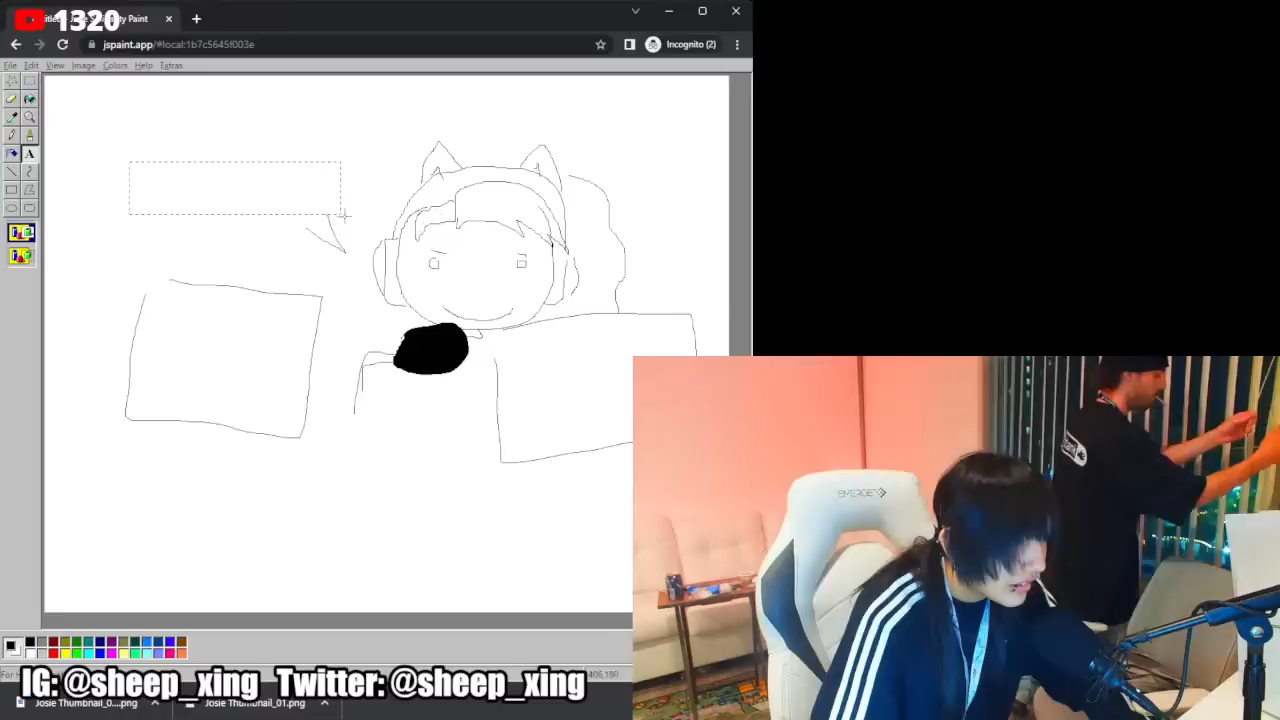 1320
jspaint.app/#local:1b7c5645f003e
Incognito (2)
File Edit View Image Colors Help Extras
EMERGE
IG: @sheep_xing Twitter: @sheep_xing
Josie Thumbnail_0....png
Josie Thumbnail_01.png